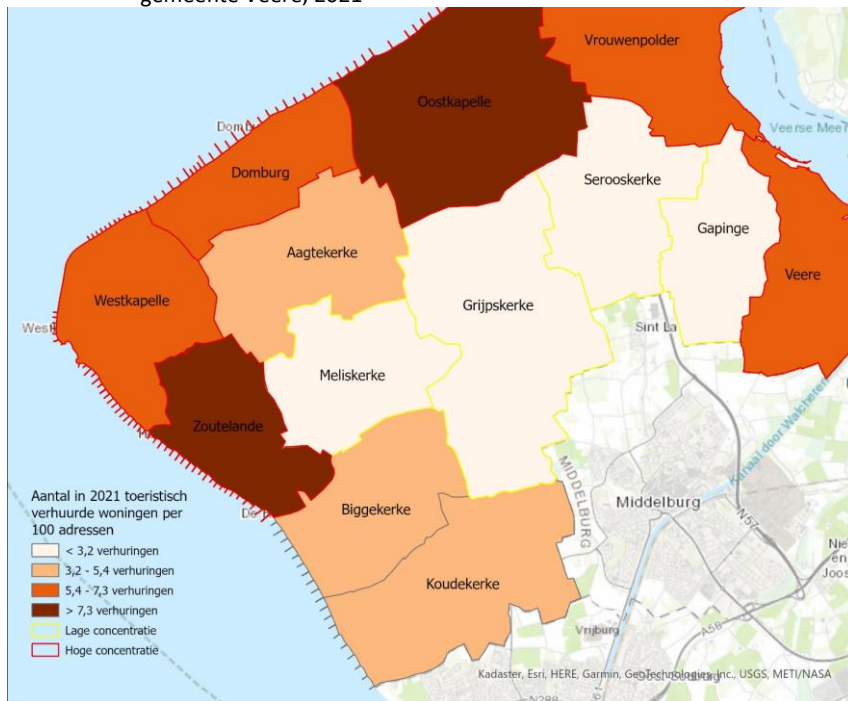 gemeente Veere, 2021
Vrouwenpolder
Oostkapelle
Veerse Meer
Domburg
Serooskerke
Gapinge
Aagtekerke
Veere
Westkapelle
Grijpskerke
Sint La
Meliskerke
Zoutelande
Kanaal door Walcheren
MIDDELBURG
Middelburg
Biggekerke
N57
Koudekerke
Vrijburg
A58
Aantal in 2021 toeristisch
verhuurde woningen per
100 adressen
< 3,2 verhuringen
3,2 - 5,4 verhuringen
5,4 - 7,3 verhuringen
> 7,3 verhuringen
Lage concentratie
Hoge concentratie
Kadaster, Esri, HERE, Garmin, GeoTechnologies, Inc., USGS, METI/NASA
N288